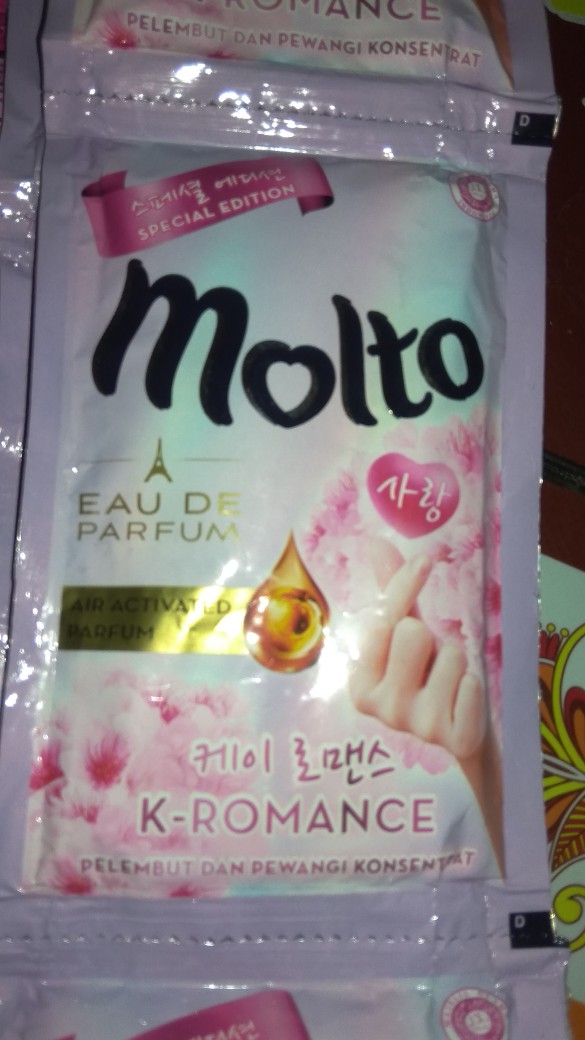 ROMANCE
PELEMBUT DAN PEWANGI KONSENTRAT
D
스페셜 에디션
SPECIAL EDITION
Molto
사랑
EAU DE
PARFUM
AIR ACTIVATED
PARFUM
케이 로맨스
K-ROMANCE
PELEMBUT DAN PEWANGI KONSENTRAT
D